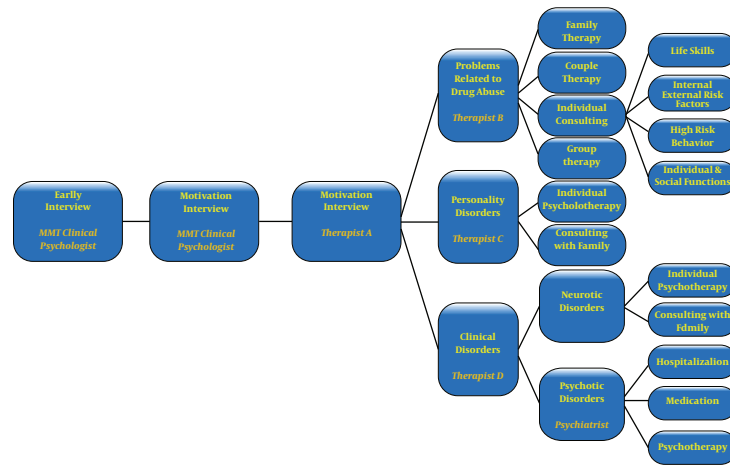 Earlly
Interview
MMT Clinical
Psychologist
Motivation
Interview
MMT Clinical
Psychologist
Motivation
Interview
Therapist A
Problems
Related to
Drug Abuse
Therapist B
Family
Therapy
Couple
Therapy
Individual
Consulting
Group
therapy
Life Skills
Internal
External Risk
Factors
High Risk
Behavior
Individual &
Social Functions
Personality
Disorders
Therapist C
Individual
Psycholotherapy
Consulting
with Family
Clinical
Disorders
Therapist D
Neurotic
Disorders
Individual
Psychotherapy
Consulting with
Fdmily
Psychotic
Disorders
Psychiatrist
Hospitalizalion
Medication
Psychotherapy